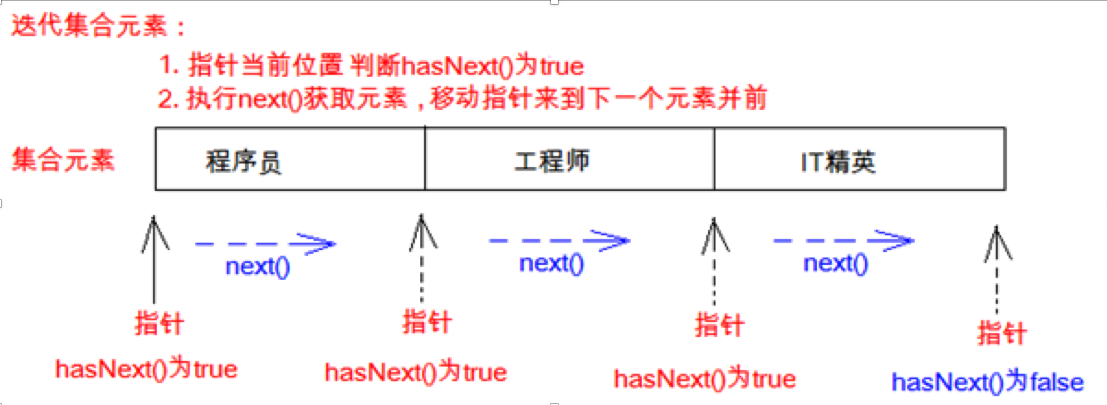 迭代集合元素：
1. 指针当前位置 判断hasNext()为true
2. 执行next()获取元素，移动指针来到下一个元素并前
集合元素 程序员 工程师 IT精英
next() next() next()
指针 指针 指针 指针
hasNext()为true hasNext()为true hasNext()为true hasNext()为false